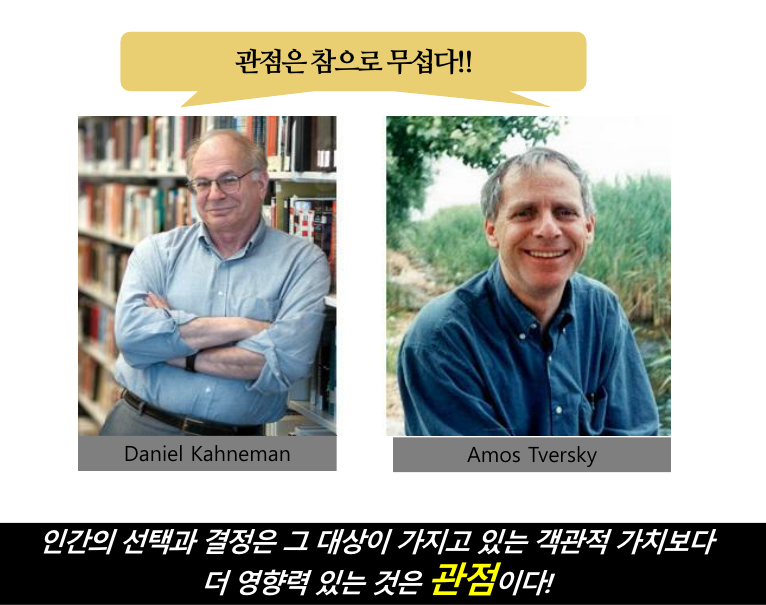 관점은 참으로 무섭다!!
Daniel Kahneman
Amos Tversky
인간의 선택과 결정은 그 대상이 가지고 있는 객관적 가치보다
더 영향력 있는 것은 관점이다!